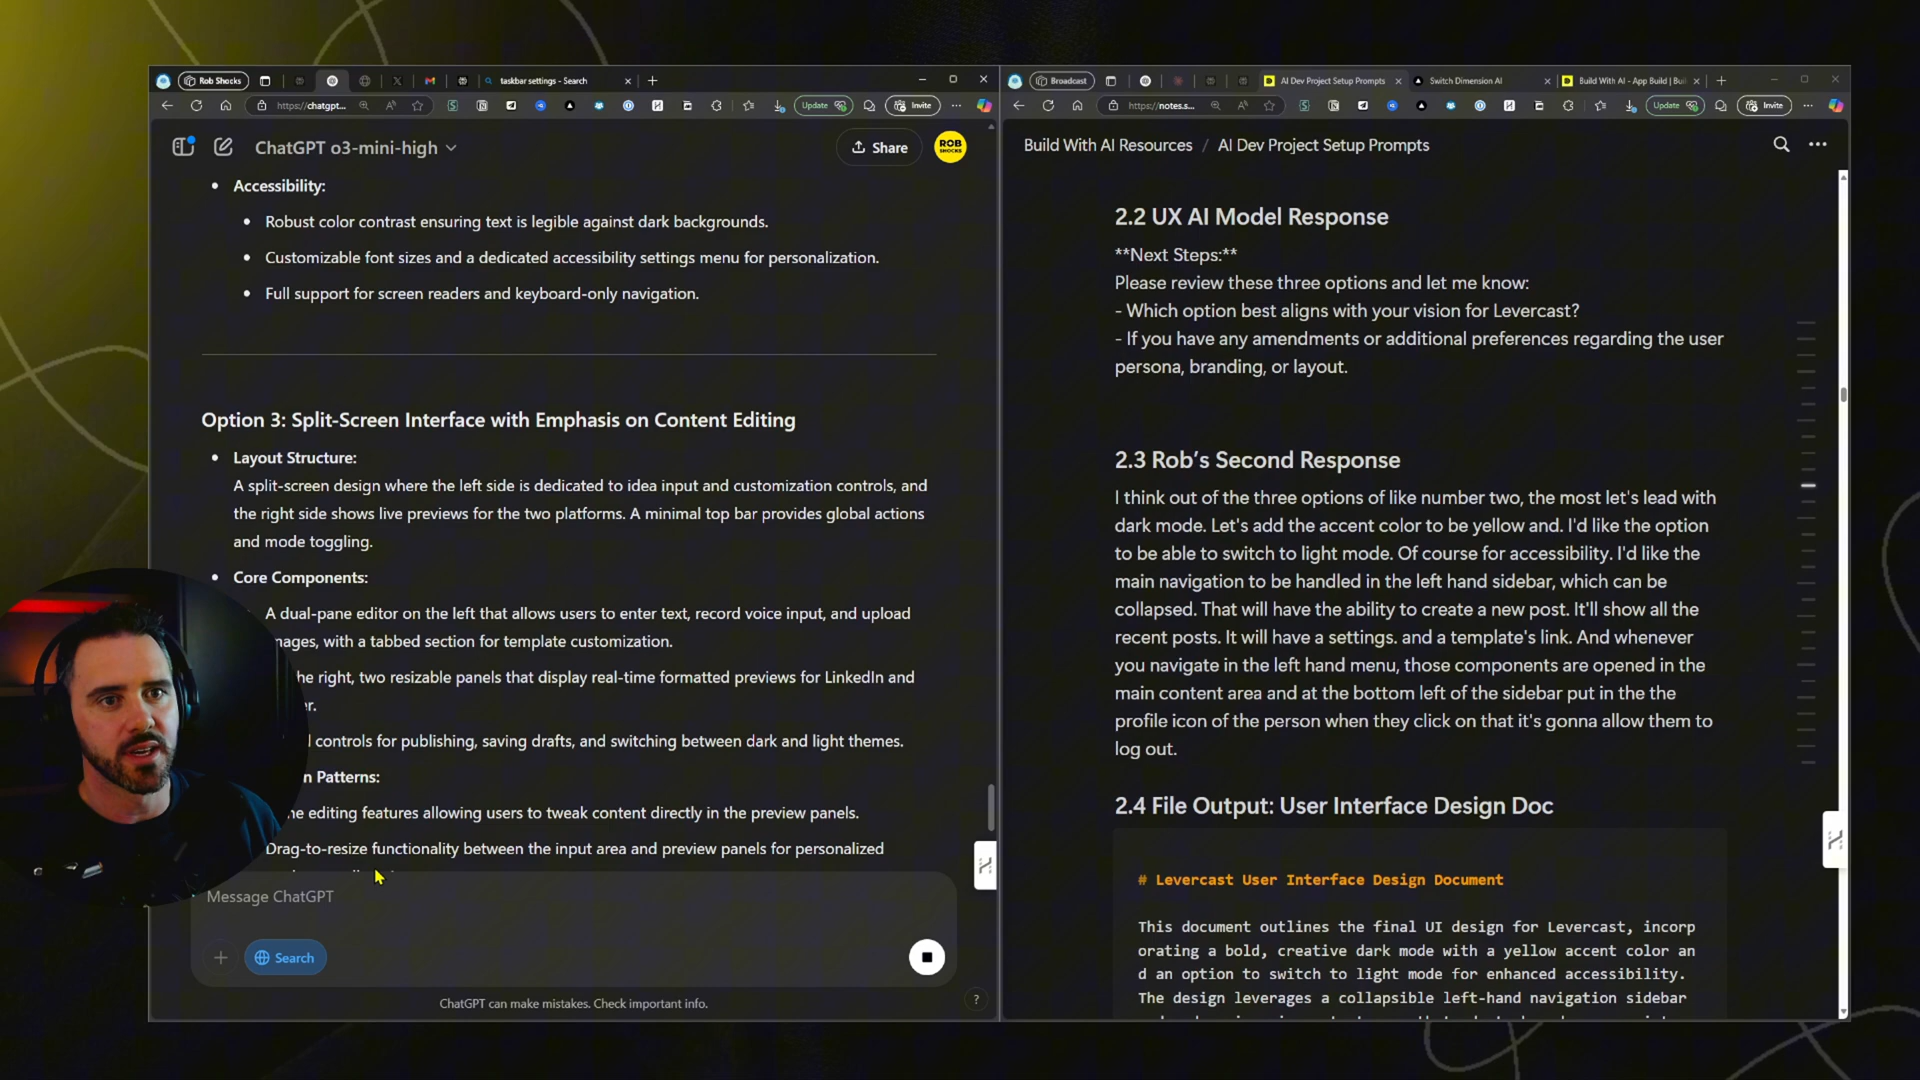 Rob Shocks
taskbar settings - Search
https://chatgpt...
Update
Invite
ChatGPT o3-mini-high
Share
ROB
SHOCKS
Accessibility:
Robust color contrast ensuring text is legible against dark backgrounds.
Customizable font sizes and a dedicated accessibility settings menu for personalization.
Full support for screen readers and keyboard-only navigation.
Option 3: Split-Screen Interface with Emphasis on Content Editing
Layout Structure:
A split-screen design where the left side is dedicated to idea input and customization controls, and
the right side shows live previews for the two platforms. A minimal top bar provides global actions
and mode toggling.
Core Components:
A dual-pane editor on the left that allows users to enter text, record voice input, and upload
mages, with a tabbed section for template customization.
he right, two resizable panels that display real-time formatted previews for LinkedIn and
er.
l controls for publishing, saving drafts, and switching between dark and light themes.
n Patterns:
ne editing features allowing users to tweak content directly in the preview panels.
Drag-to-resize functionality between the input area and preview panels for personalized
Message ChatGPT
Search
ChatGPT can make mistakes. Check important info.
?
Broadcast
AI Dev Project Setup Prompts
Switch Dimension AI
Build With AI - App Build | Bui
https://notes.s...
Update
Invite
Build With AI Resources / AI Dev Project Setup Prompts
2.2 UX AI Model Response
**Next Steps:**
Please review these three options and let me know:
- Which option best aligns with your vision for Levercast?
- If you have any amendments or additional preferences regarding the user
persona, branding, or layout.
2.3 Rob’s Second Response
I think out of the three options of like number two, the most let's lead with
dark mode. Let's add the accent color to be yellow and. I'd like the option
to be able to switch to light mode. Of course for accessibility. I'd like the
main navigation to be handled in the left hand sidebar, which can be
collapsed. That will have the ability to create a new post. It'll show all the
recent posts. It will have a settings. and a template's link. And whenever
you navigate in the left hand menu, those components are opened in the
main content area and at the bottom left of the sidebar put in the the
profile icon of the person when they click on that it's gonna allow them to
log out.
2.4 File Output: User Interface Design Doc
# Levercast User Interface Design Document
This document outlines the final UI design for Levercast, incorp
orating a bold, creative dark mode with a yellow accent color an
d an option to switch to light mode for enhanced accessibility.
The design leverages a collapsible left-hand navigation sidebar